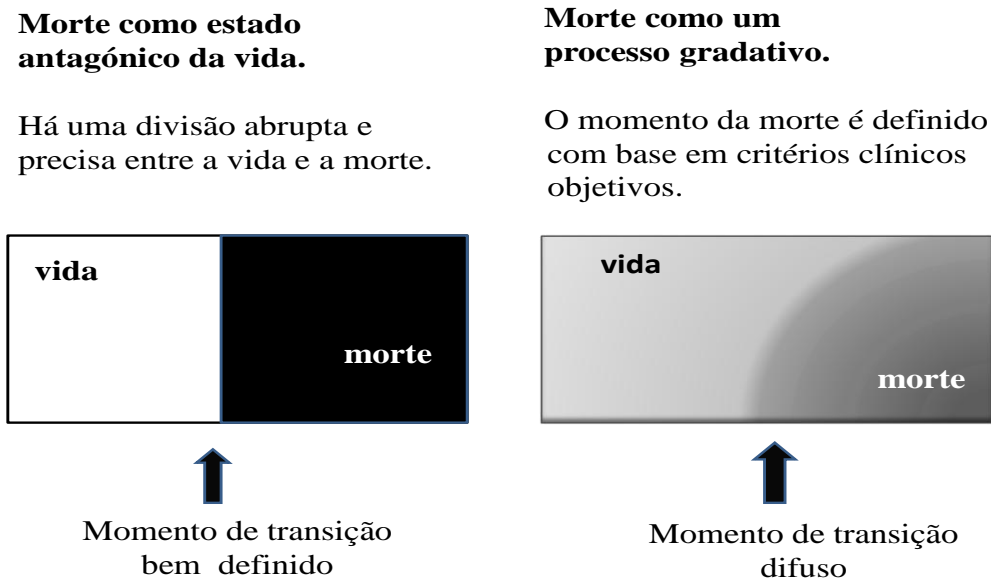 Morte como estado
antagónico da vida.
Há uma divisão abrupta e
precisa entre a vida e a morte.
vida
morte
Momento de transição
bem definido
Morte como um
processo gradativo.
O momento da morte é definido
com base em critérios clínicos
objetivos.
vida
morte
Momento de transição
difuso